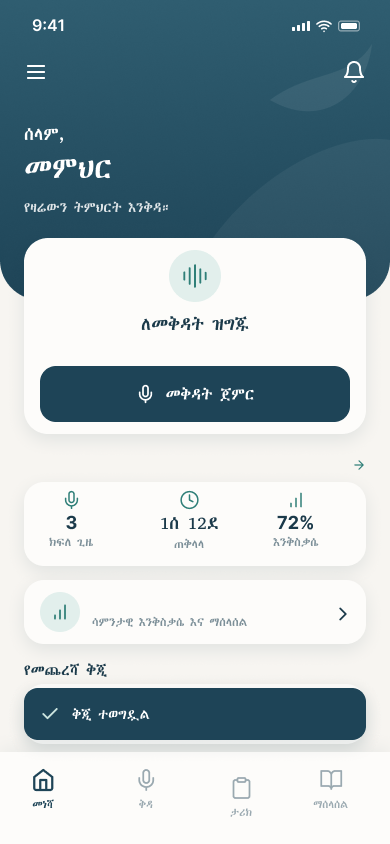 9:41
ሰላም,
መምህር
የዛሬውን ትምህርት እንቅዳ።
ለመቅዳት ዝግጁ
መቅዳት ጀምር
3
ክፍለ ጊዜ
1ሰ 12ደ
ጠቅላላ
72%
እንቅስቃሴ
ሳምንታዊ እንቅስቃሴ እና ማሰላሰል
የመጨረሻ ቅጂ
ቅጂ ተወግዷል
መነሻ
ቅዳ
ታሪክ
ማሰላሰል